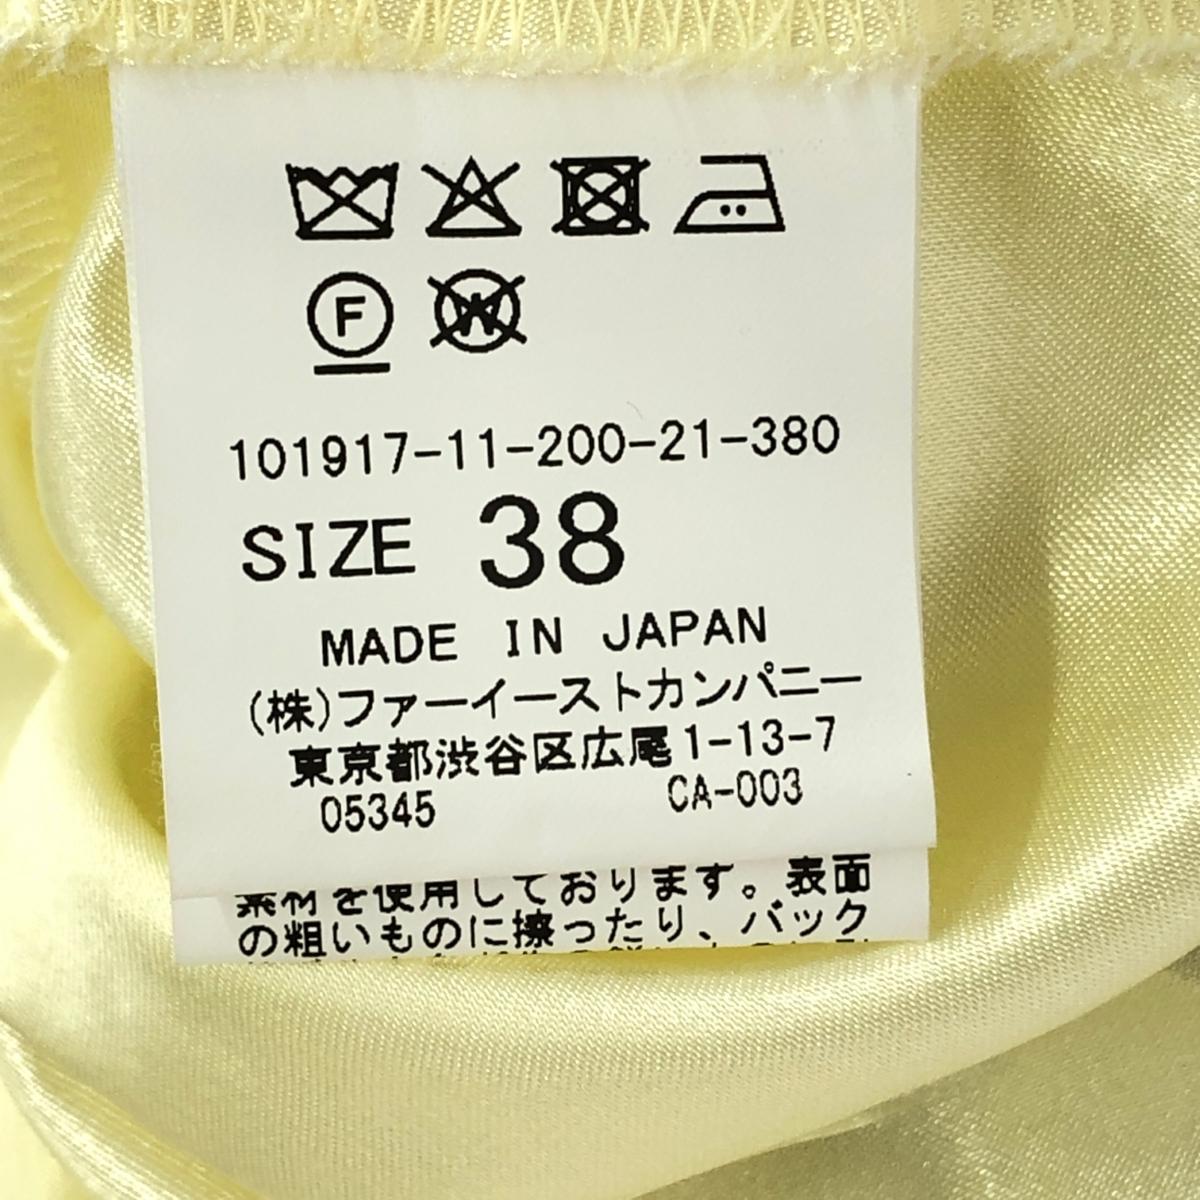 F W
101917-11-200-21-380
SIZE 38
MADE IN JAPAN
(株)ファーイーストカンパニー
東京都渋谷区広尾1-13-7
05345 CA-003
素材を使用しております。表面
の粗いものに擦ったり、バック